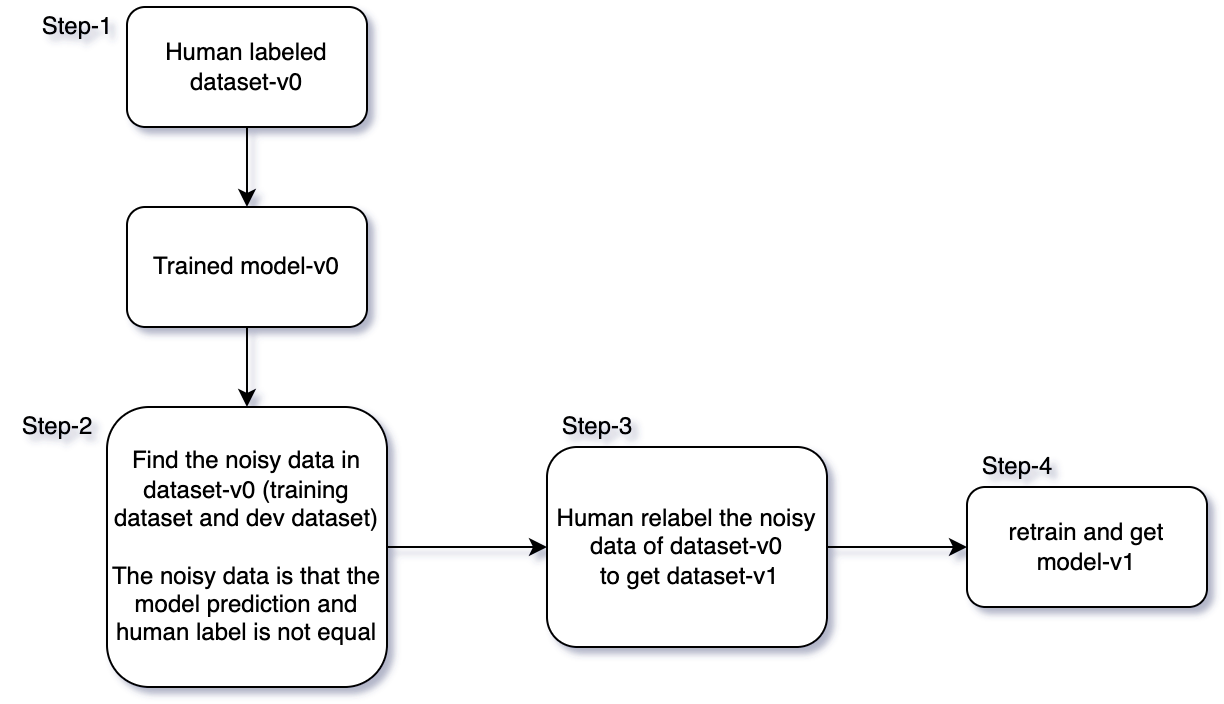 Step-1
Human labeled
dataset-v0
Trained model-v0
Step-2
Find the noisy data in
dataset-v0 (training
dataset and dev dataset)
The noisy data is that the
model prediction and
human label is not equal
Step-3
Human relabel the noisy
data of dataset-v0
to get dataset-v1
Step-4
retrain and get
model-v1